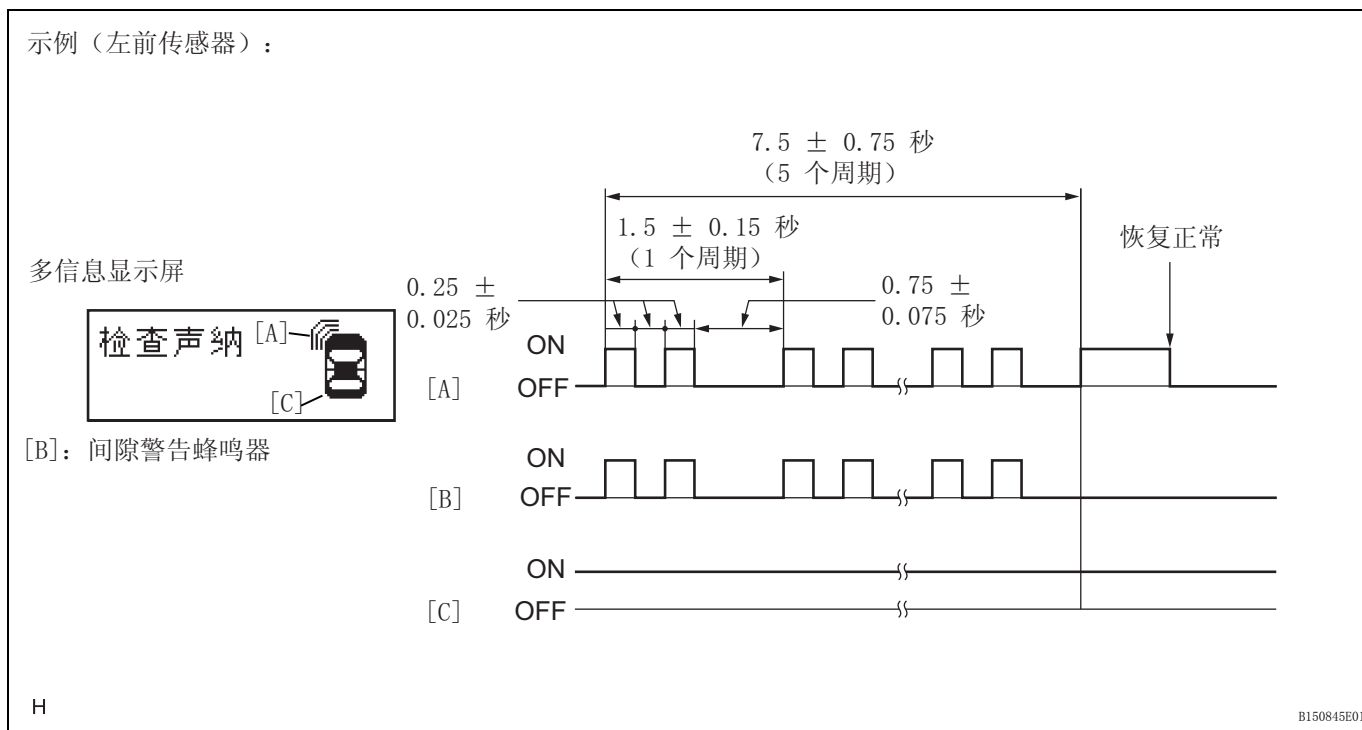 示例（左前传感器）：
7.5 ± 0.75 秒
（5 个周期）
1.5 ± 0.15 秒
（1 个周期）
恢复正常
多信息显示屏
0.25 ±
0.025 秒
0.75 ±
0.075 秒
检查声纳
[A]
[C]
ON
[A]
OFF
[B]: 间隙警告蜂鸣器
ON
[B]
OFF
ON
[C]
OFF
H
B150845E01